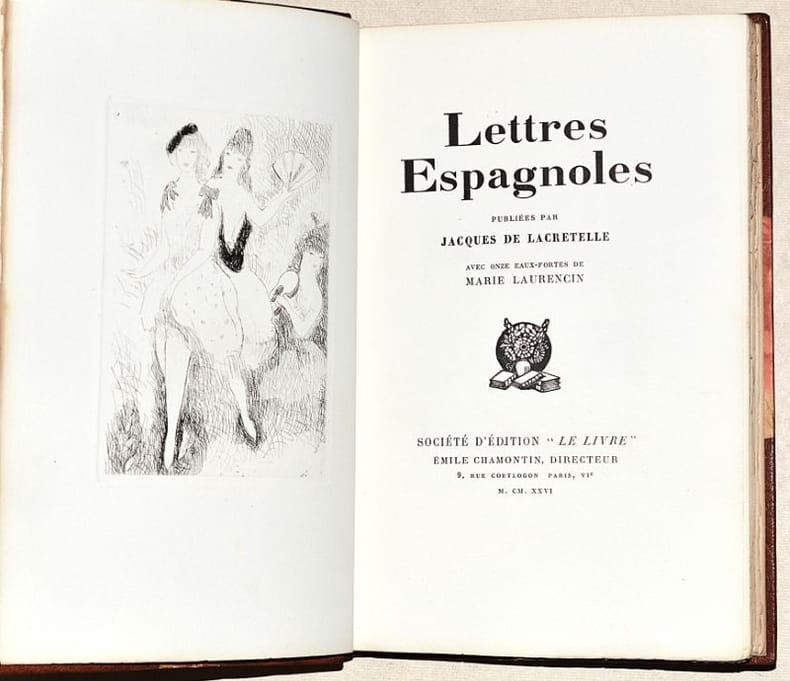 Lettres
Espagnoles
PUBLIÉES PAR
JACQUES DE LACRETELLE
AVEC ONZE EAUX-FORTES DE
MARIE LAURENCIN
SOCIÉTÉ D'ÉDITION " LE LIVRE "
ÉMILE CHAMONTIN, DIRECTEUR
9, RUE COETLOGON PARIS, VIe
M. CM. XXVI